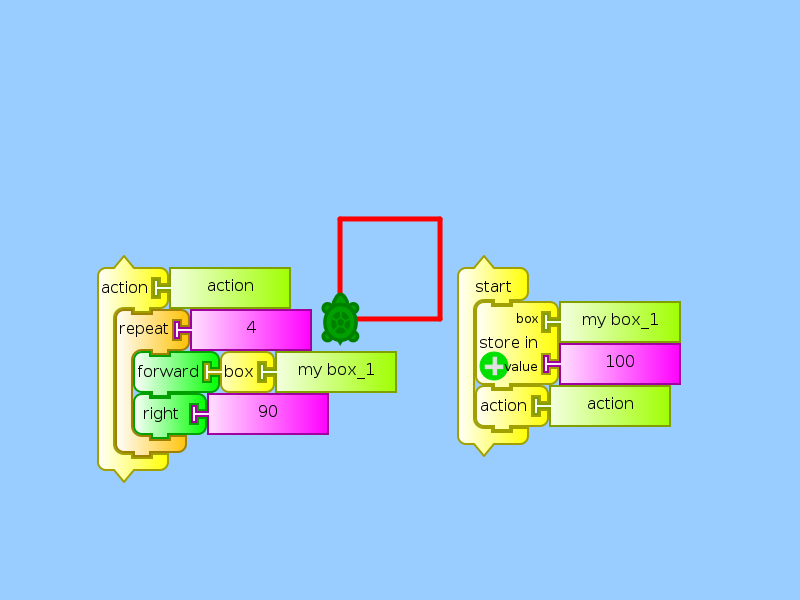 action action
repeat 4
forward box my box_1
right 90
start
box my box_1
store in
value 100
action action